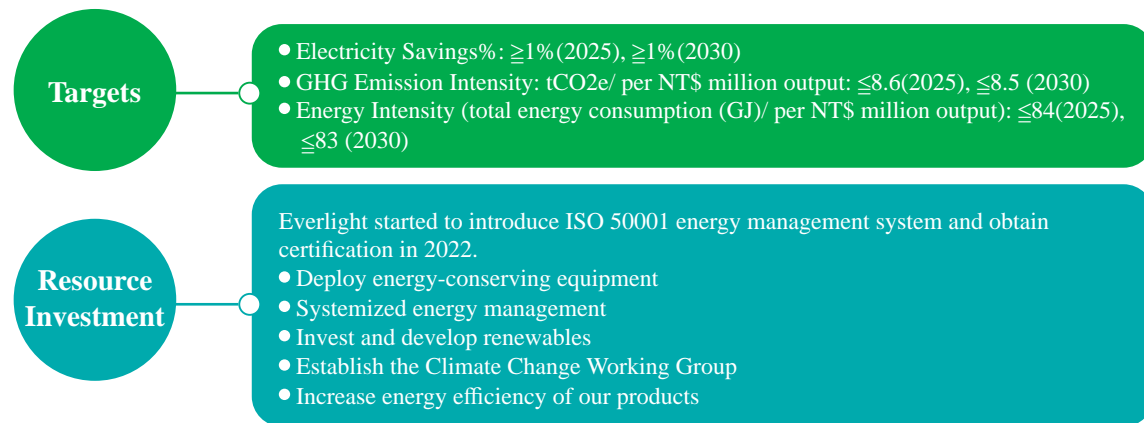 Targets
● Electricity Savings%: ≧1%(2025), ≧1%(2030)
● GHG Emission Intensity: tCO2e/ per NT$ million output: ≦8.6(2025), ≦8.5 (2030)
● Energy Intensity (total energy consumption (GJ)/ per NT$ million output): ≦84(2025),
≦83 (2030)
Resource
Investment
Everlight started to introduce ISO 50001 energy management system and obtain
certification in 2022.
● Deploy energy-conserving equipment
● Systemized energy management
● Invest and develop renewables
● Establish the Climate Change Working Group
● Increase energy efficiency of our products